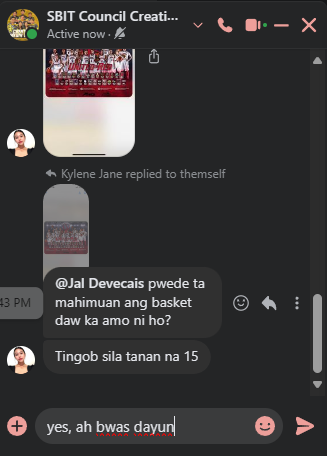 SBIT Council Creati...
Active now ·
Kylene Jane replied to themself
43 PM
@Jal Devecais pwede ta
mahimuan ang basket
daw ka amo ni ho?
Tingob sila tanan na 15
yes, ah bwas dayun